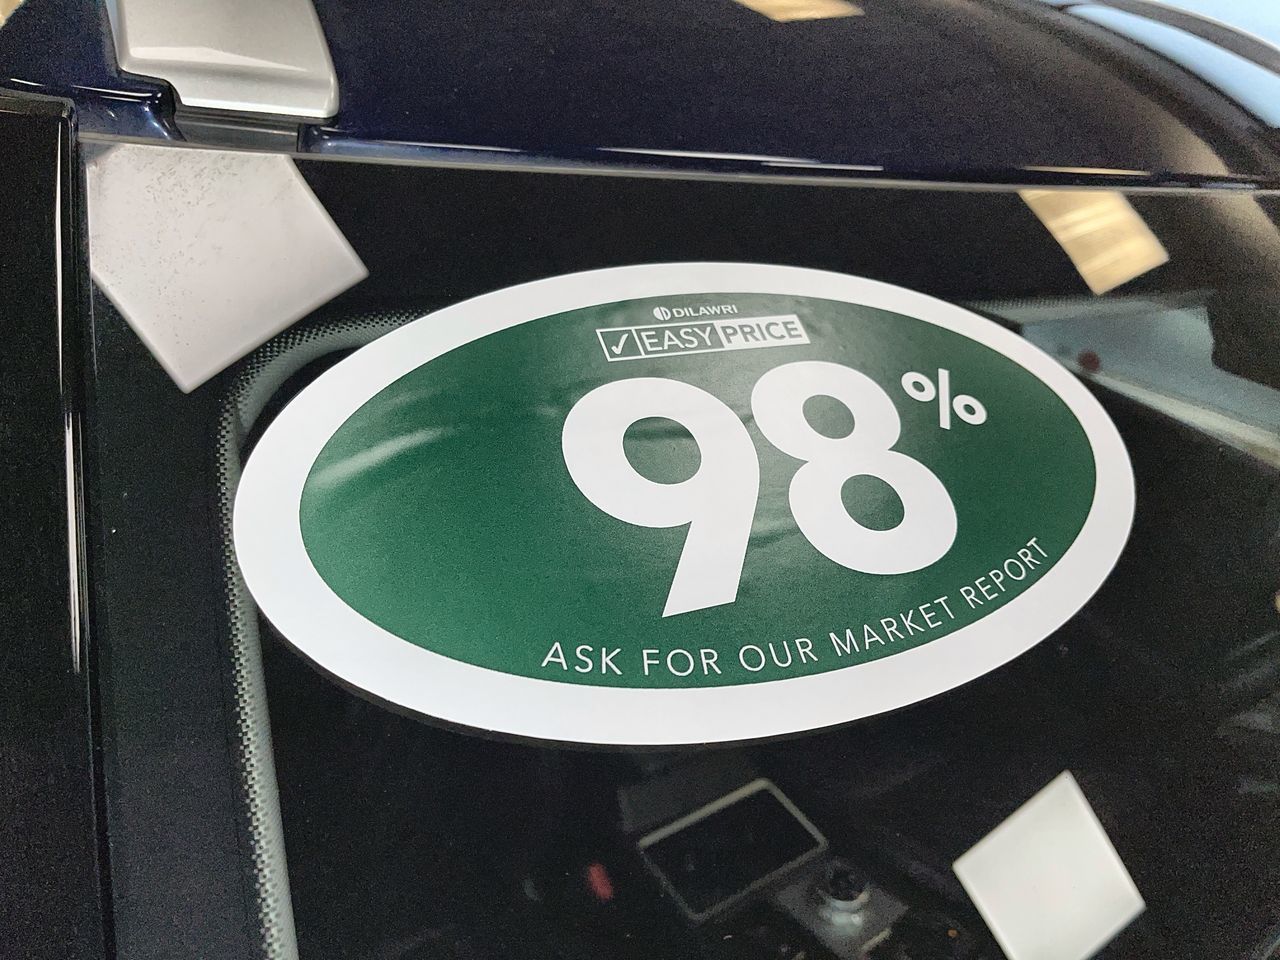 DILAWRI
✓ EASY PRICE
98%
ASK FOR OUR MARKET REPORT